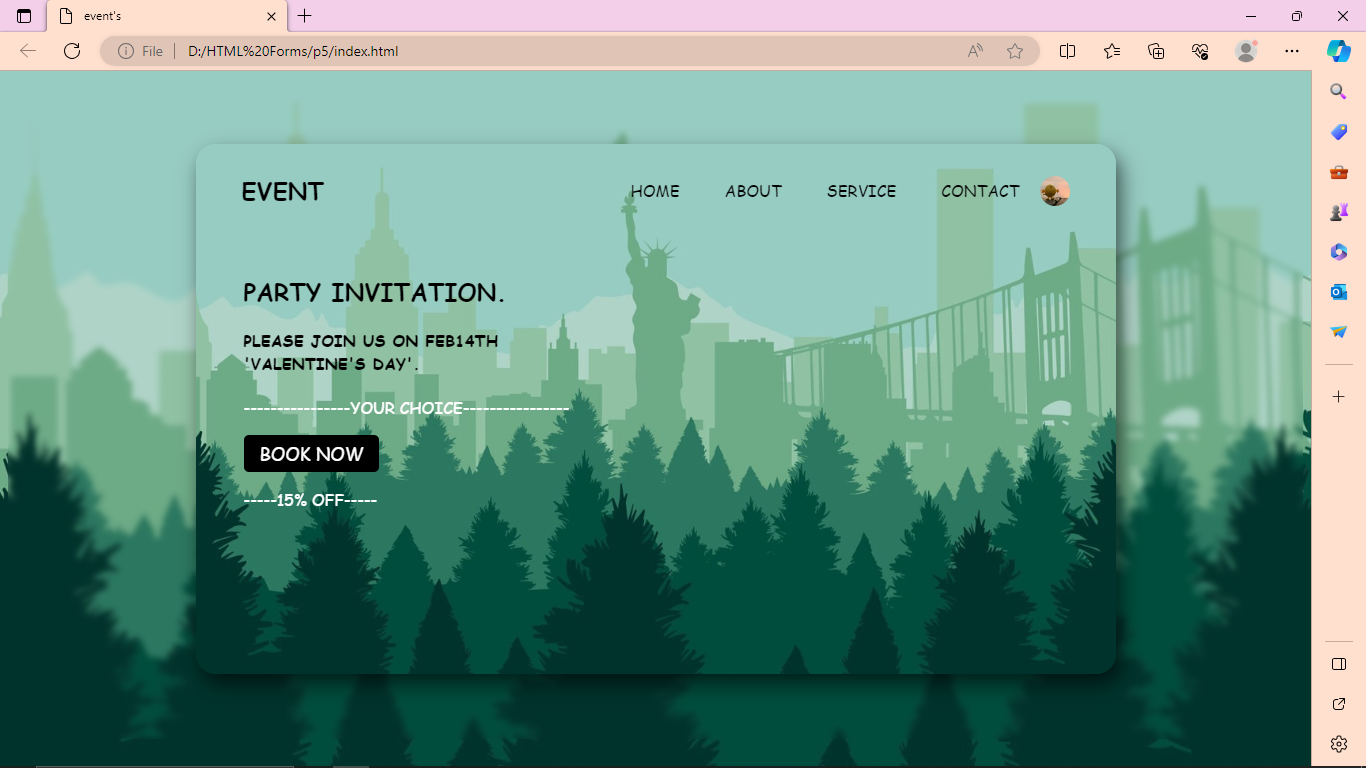 event's
File D:/HTML%20Forms/p5/index.html
EVENT HOME ABOUT SERVICE CONTACT
PARTY INVITATION.
PLEASE JOIN US ON FEB14TH
'VALENTINE'S DAY'.
----------------YOUR CHOICE----------------
BOOK NOW
-----15% OFF-----